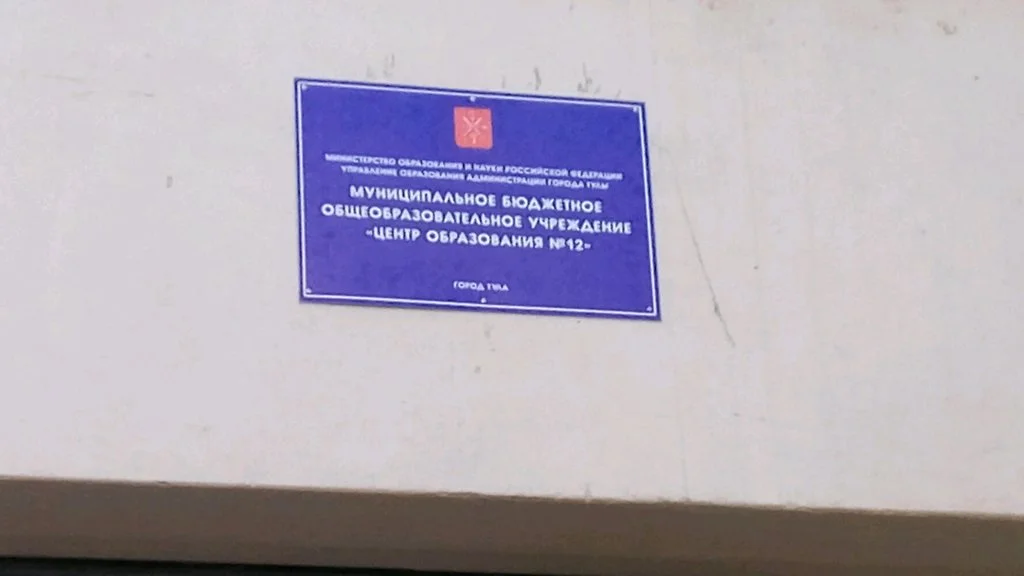 МИНИСТЕРСТВО ОБРАЗОВАНИЯ И НАУКИ РОССИЙСКОЙ ФЕДЕРАЦИИ
УПРАВЛЕНИЕ ОБРАЗОВАНИЯ АДМИНИСТРАЦИИ ГОРОДА ТУЛЫ
МУНИЦИПАЛЬНОЕ БЮДЖЕТНОЕ
ОБЩЕОБРАЗОВАТЕЛЬНОЕ УЧРЕЖДЕНИЕ
«ЦЕНТР ОБРАЗОВАНИЯ №12»
ГОРОД ТУЛА